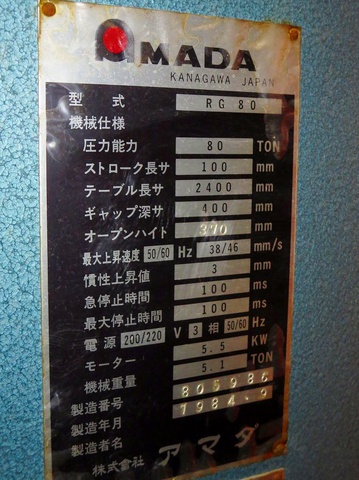 AMADA
KANAGAWA JAPAN
型式 RG 80
機械仕様
圧力能力 80 TON
ストローク長サ 100 mm
テーブル長サ 2400 mm
ギャップ深サ 400 mm
オープンハイト 370 mm
最大上昇速度 50/60 Hz 38/46 mm/s
慣性上昇値 3 mm
急停止時間 100 ms
最大停止時間 100 ms
電源 200/220 V 3 相 50/60 Hz
モーター 5.5 KW
機械重量 5.1 TON
製造番号 805986
製造年月 1984-9
製造者名
株式会社 アマダ